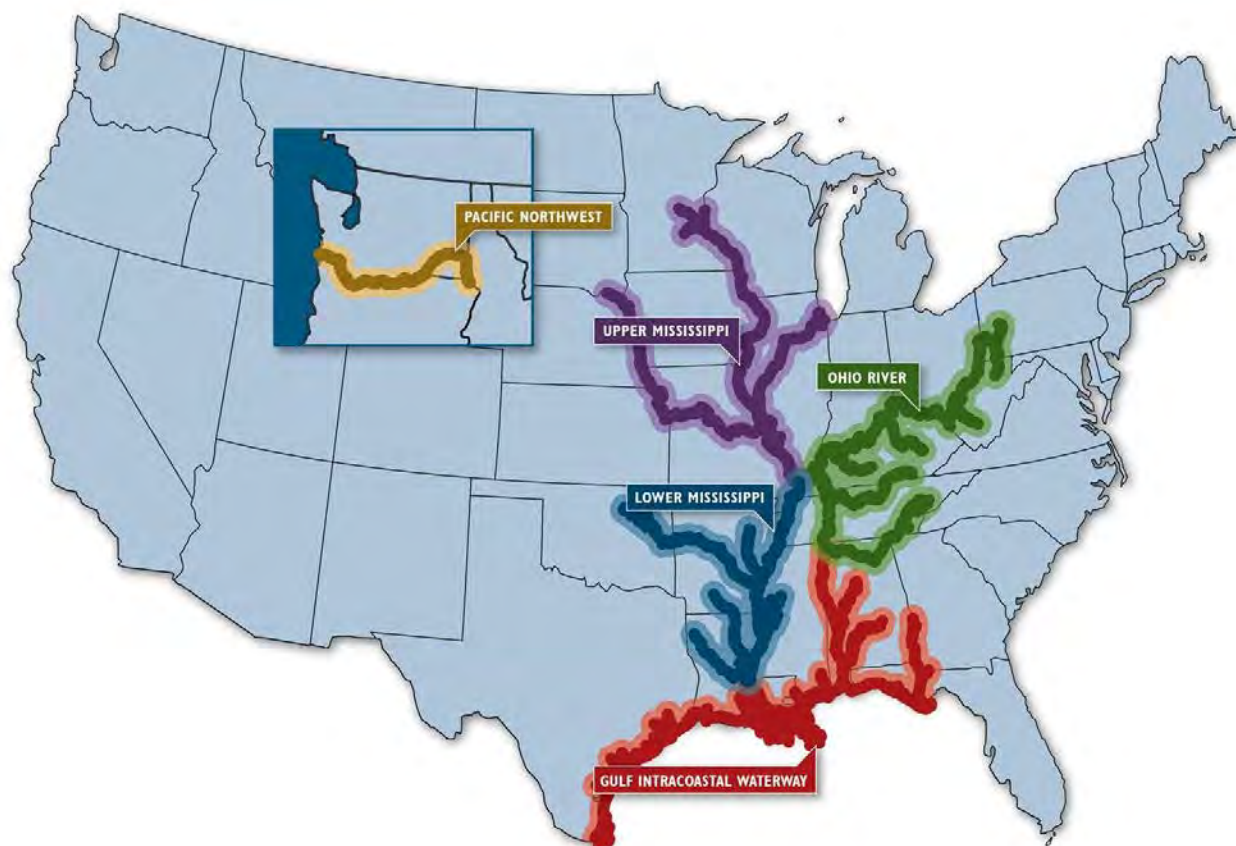 PACIFIC NORTHWEST
UPPER MISSISSIPPI
OHIO RIVER
LOWER MISSISSIPPI
GULF INTRACOASTAL WATERWAY